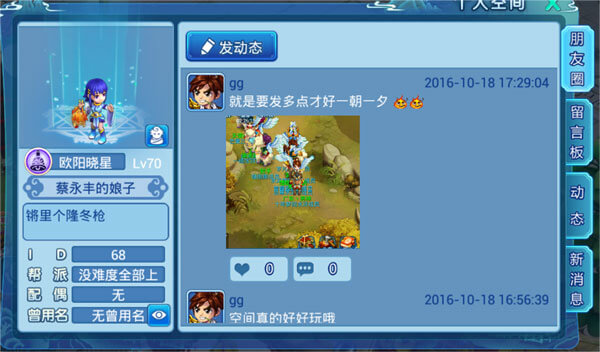 个人空间
发动态
朋友圈
留言板
动态
新消息
gg
2016-10-18 17:29:04
就是要发多点才好一朝一夕
0
0
gg
2016-10-18 16:56:39
空间真的好好玩哦
欧阳晓星
Lv70
蔡永丰的娘子
锵里个隆冬枪
ID
68
帮派
没难度全部上
配偶
无
曾用名
无曾用名